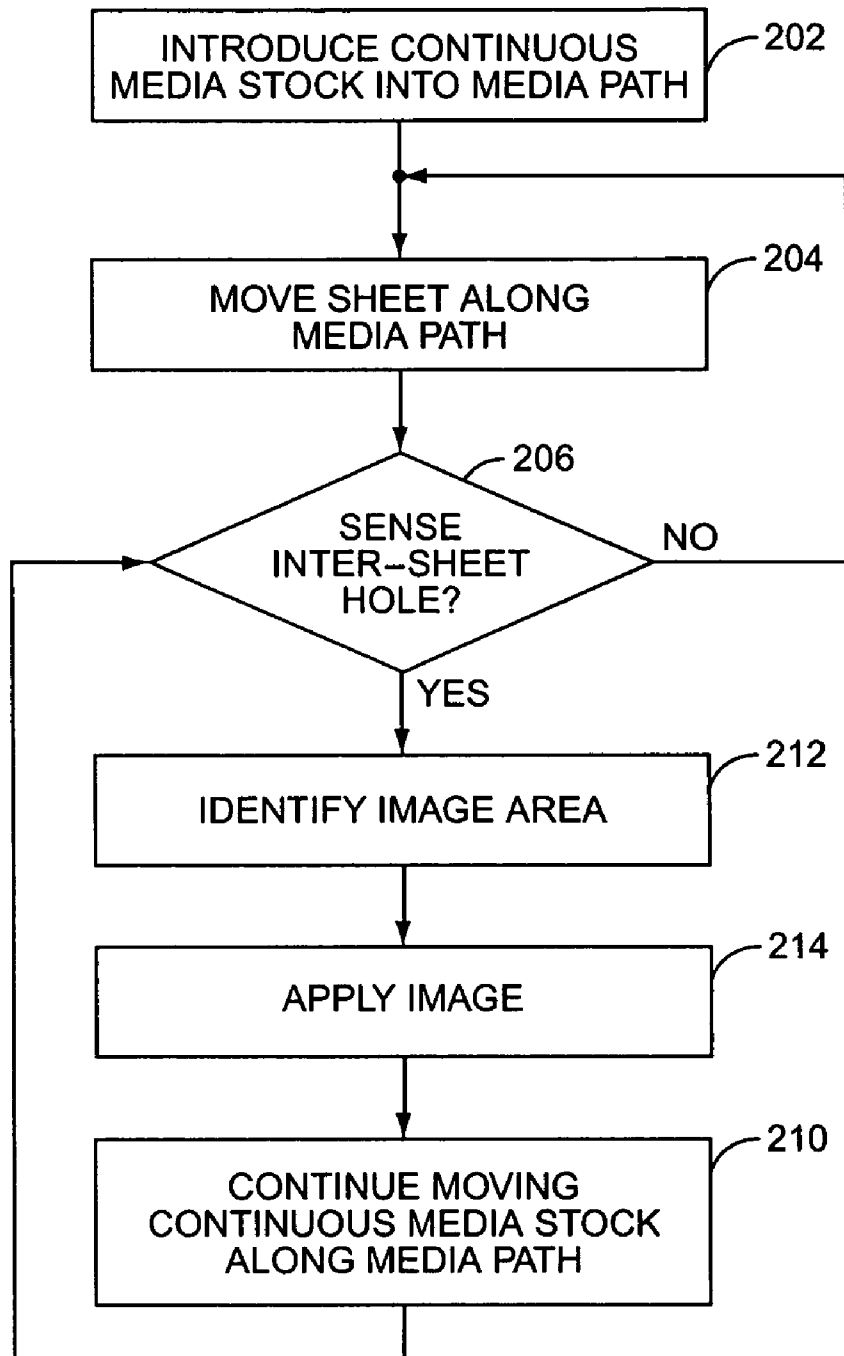 INTRODUCE CONTINUOUS
MEDIA STOCK INTO MEDIA PATH
202
MOVE SHEET ALONG
MEDIA PATH
204
SENSE
INTER–SHEET
HOLE?
206
NO
YES
IDENTIFY IMAGE AREA
212
APPLY IMAGE
214
CONTINUE MOVING
CONTINUOUS MEDIA STOCK
ALONG MEDIA PATH
210